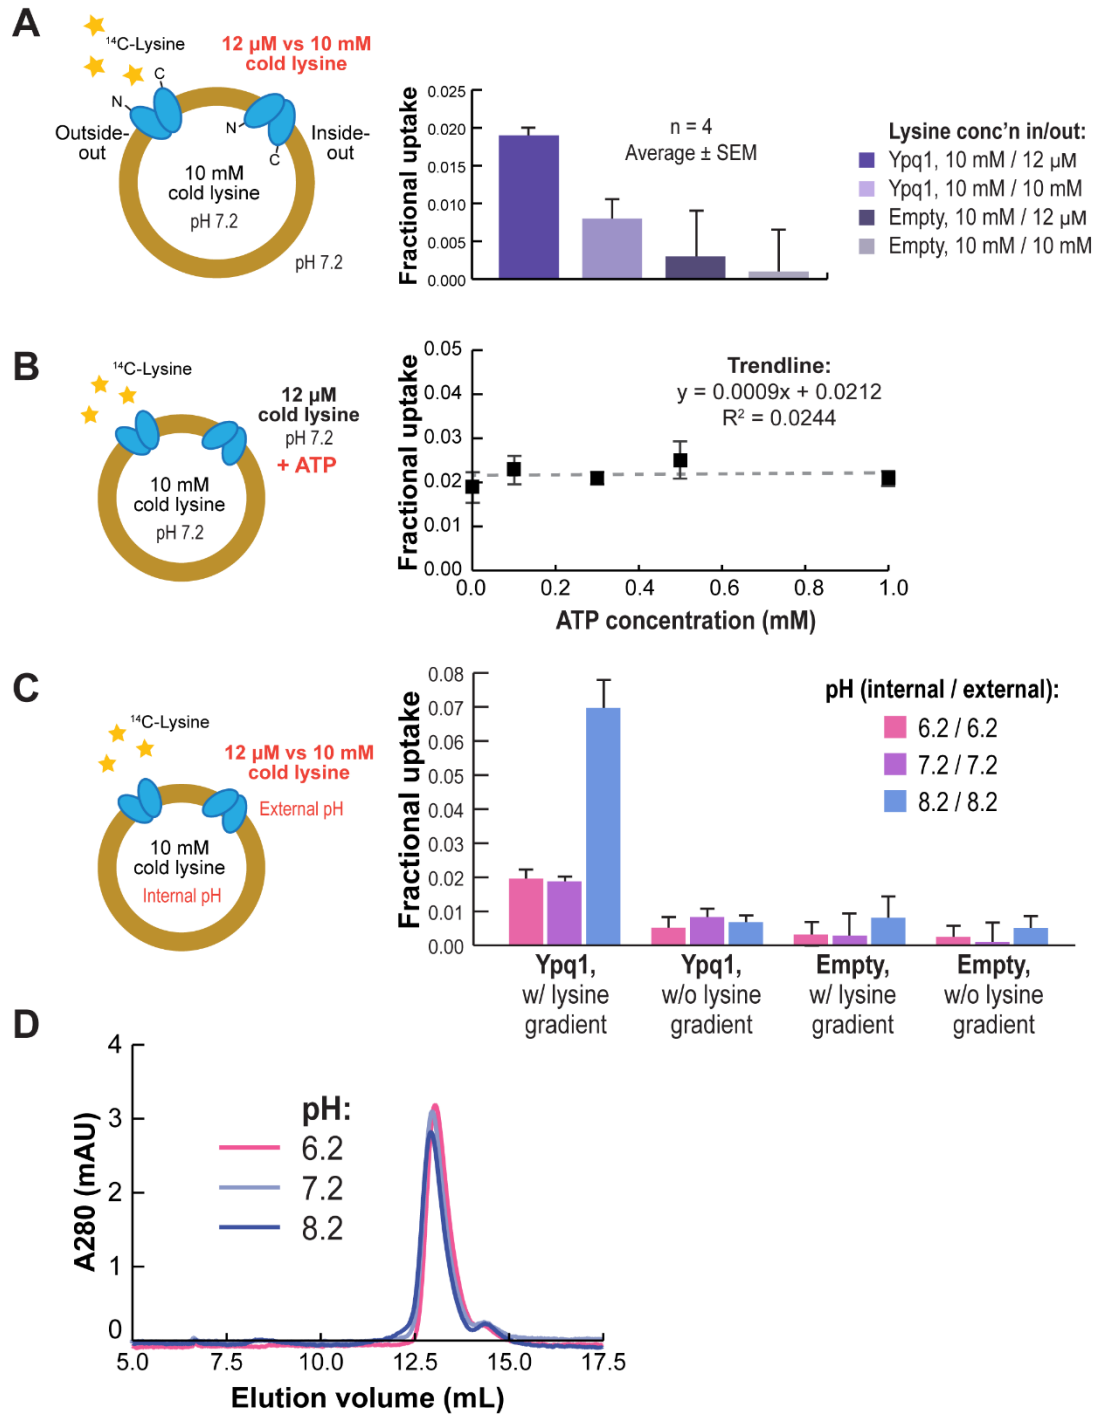 A
¹⁴C-Lysine
12 µM vs 10 mM
cold lysine
C
N
Outside-
out
N
C
Inside-
out
10 mM
cold lysine
pH 7.2
pH 7.2
Fractional uptake
0.025
0.020
0.015
0.010
0.005
0.000
n = 4
Average ± SEM
Lysine conc'n in/out:
Ypq1, 10 mM / 12 µM
Ypq1, 10 mM / 10 mM
Empty, 10 mM / 12 µM
Empty, 10 mM / 10 mM
B
¹⁴C-Lysine
12 µM
cold lysine
pH 7.2
+ ATP
10 mM
cold lysine
pH 7.2
Fractional uptake
0.05
0.04
0.03
0.02
0.01
0.00
Trendline:
y = 0.0009x + 0.0212
R² = 0.0244
0.0 0.2 0.4 0.6 0.8 1.0
ATP concentration (mM)
C
¹⁴C-Lysine
12 µM vs 10 mM
cold lysine
External pH
10 mM
cold lysine
Internal pH
Fractional uptake
0.08
0.07
0.06
0.05
0.04
0.03
0.02
0.01
0.00
pH (internal / external):
6.2 / 6.2
7.2 / 7.2
8.2 / 8.2
Ypq1,
w/ lysine
gradient
Ypq1,
w/o lysine
gradient
Empty,
w/ lysine
gradient
Empty,
w/o lysine
gradient
D
A280 (mAU)
4
3
2
1
0
pH:
6.2
7.2
8.2
5.0 7.5 10.0 12.5 15.0 17.5
Elution volume (mL)